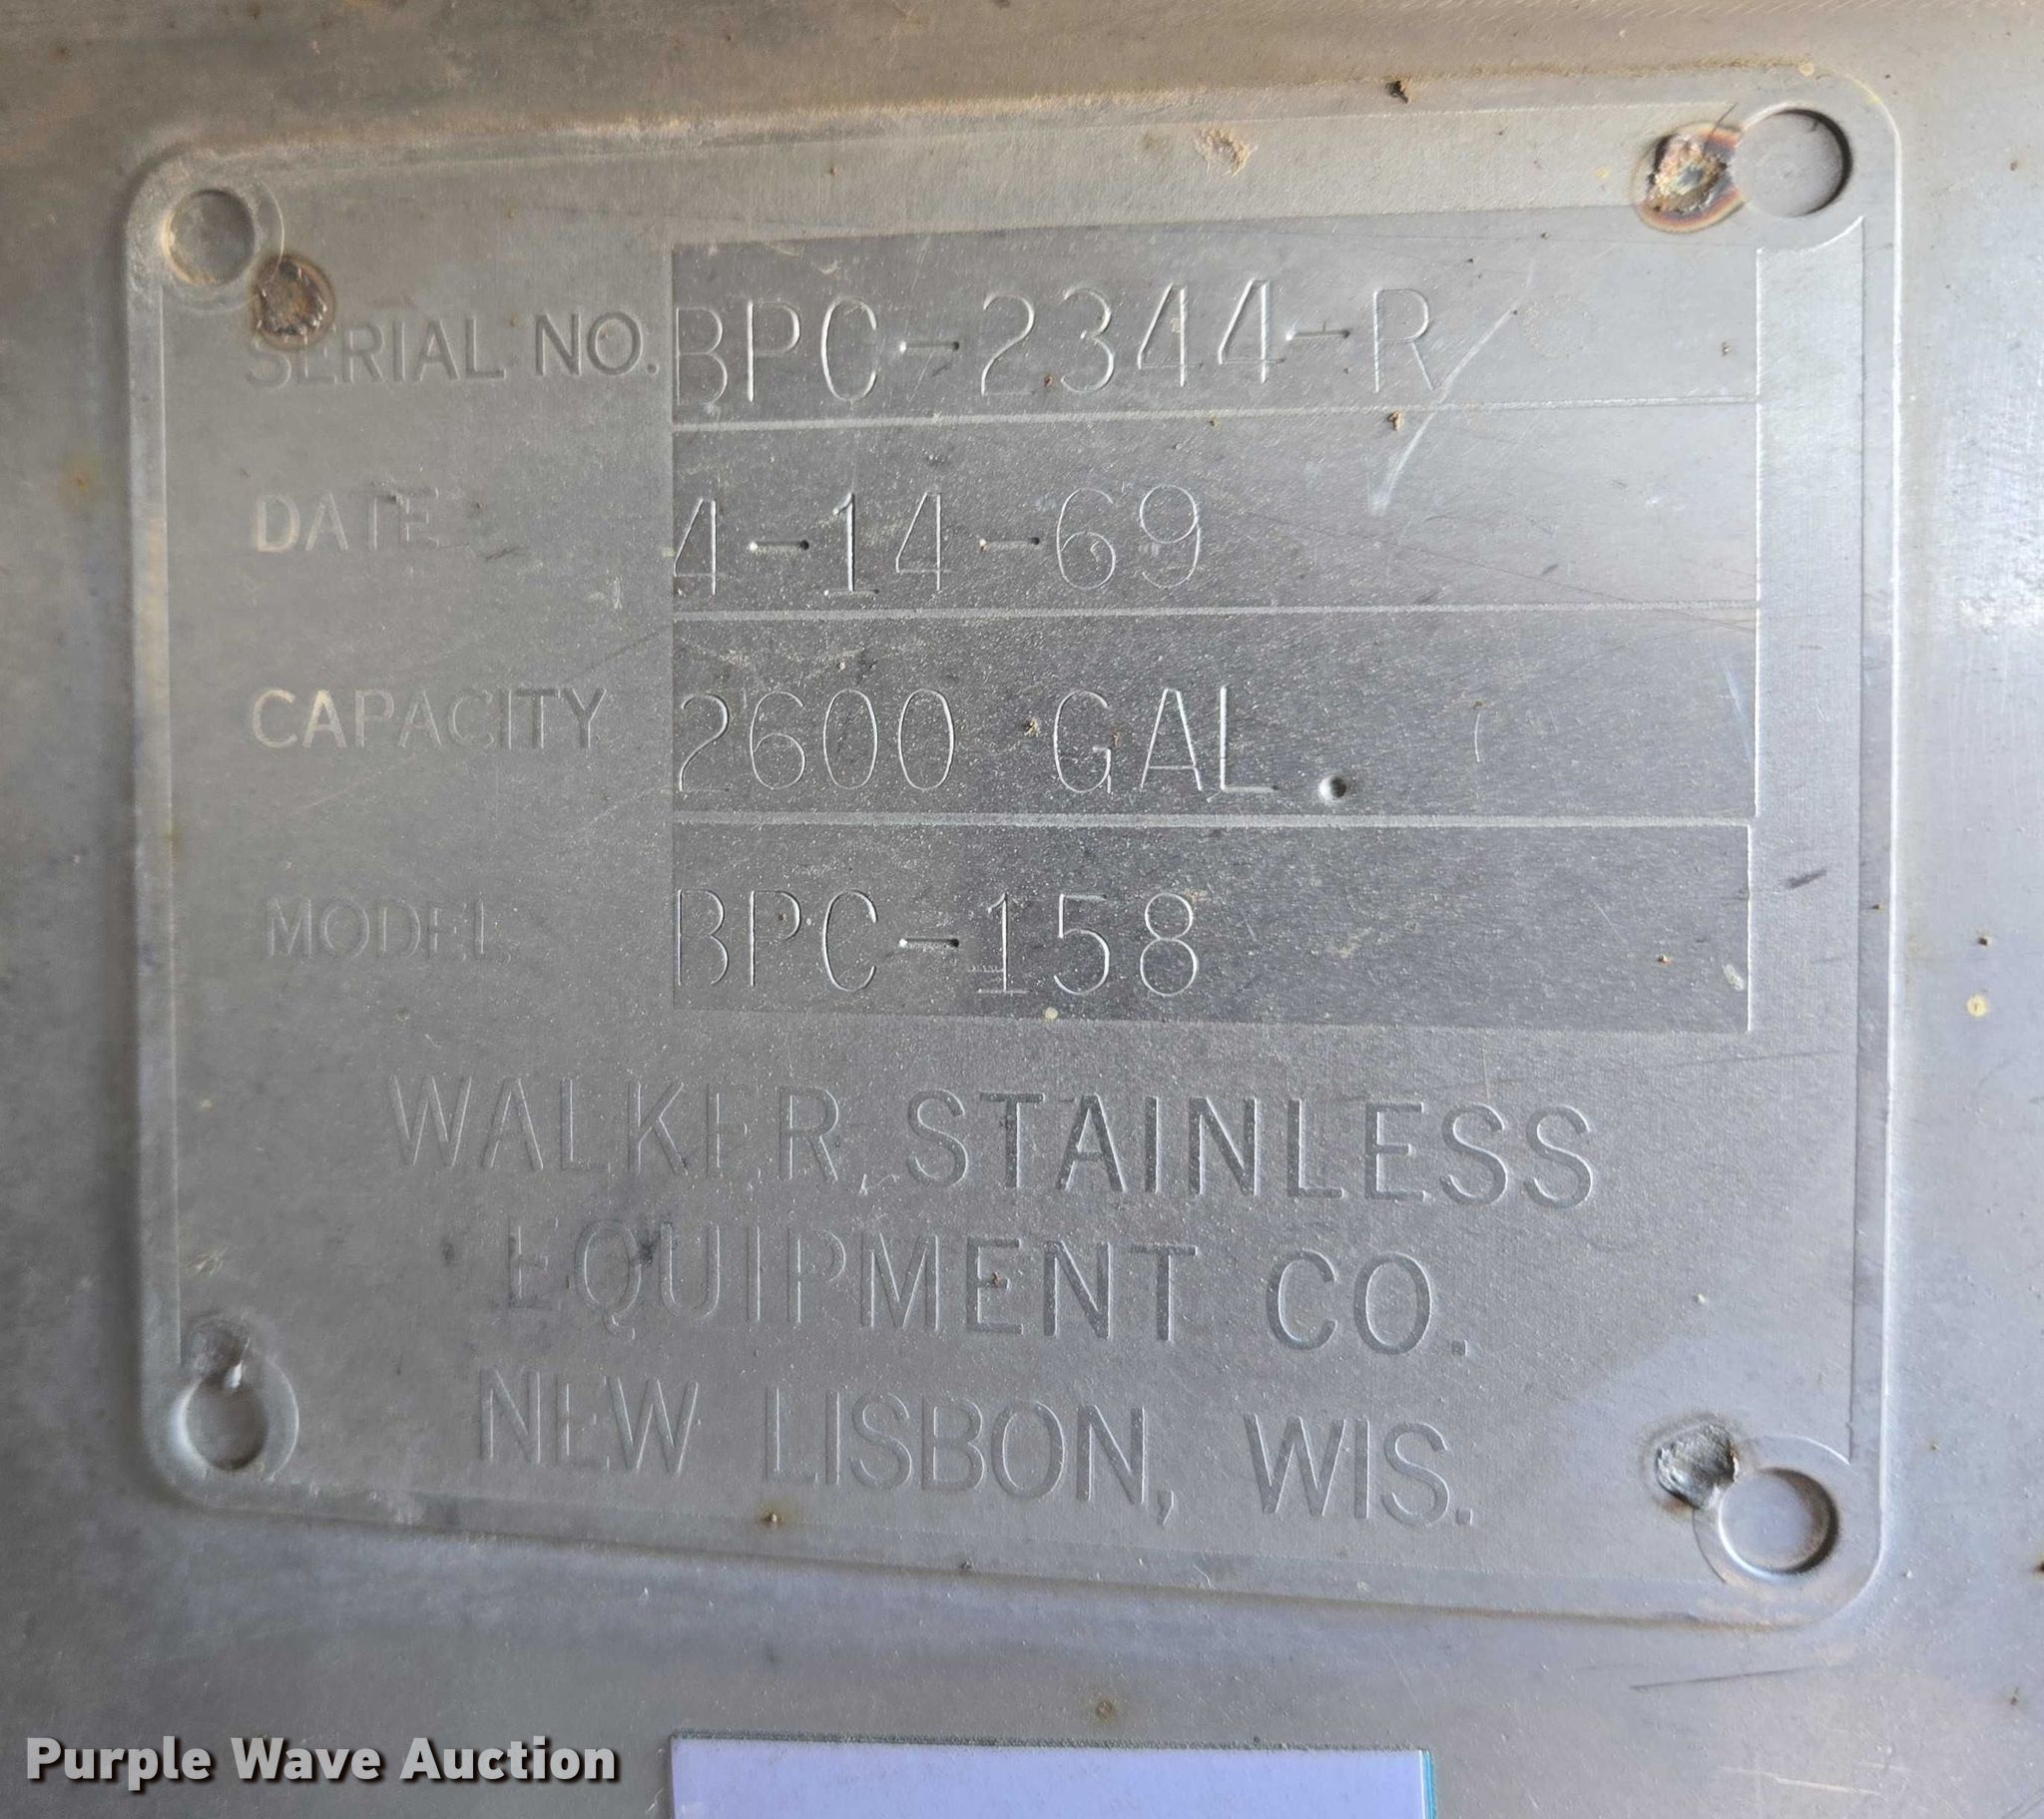 SERIAL NO. BPC-2344-R
DATE 4-14-69
CAPACITY 2600 GAL.
MODEL BPC-158
WALKER STAINLESS
EQUIPMENT CO.
NEW LISBON, WIS.
Purple Wave Auction